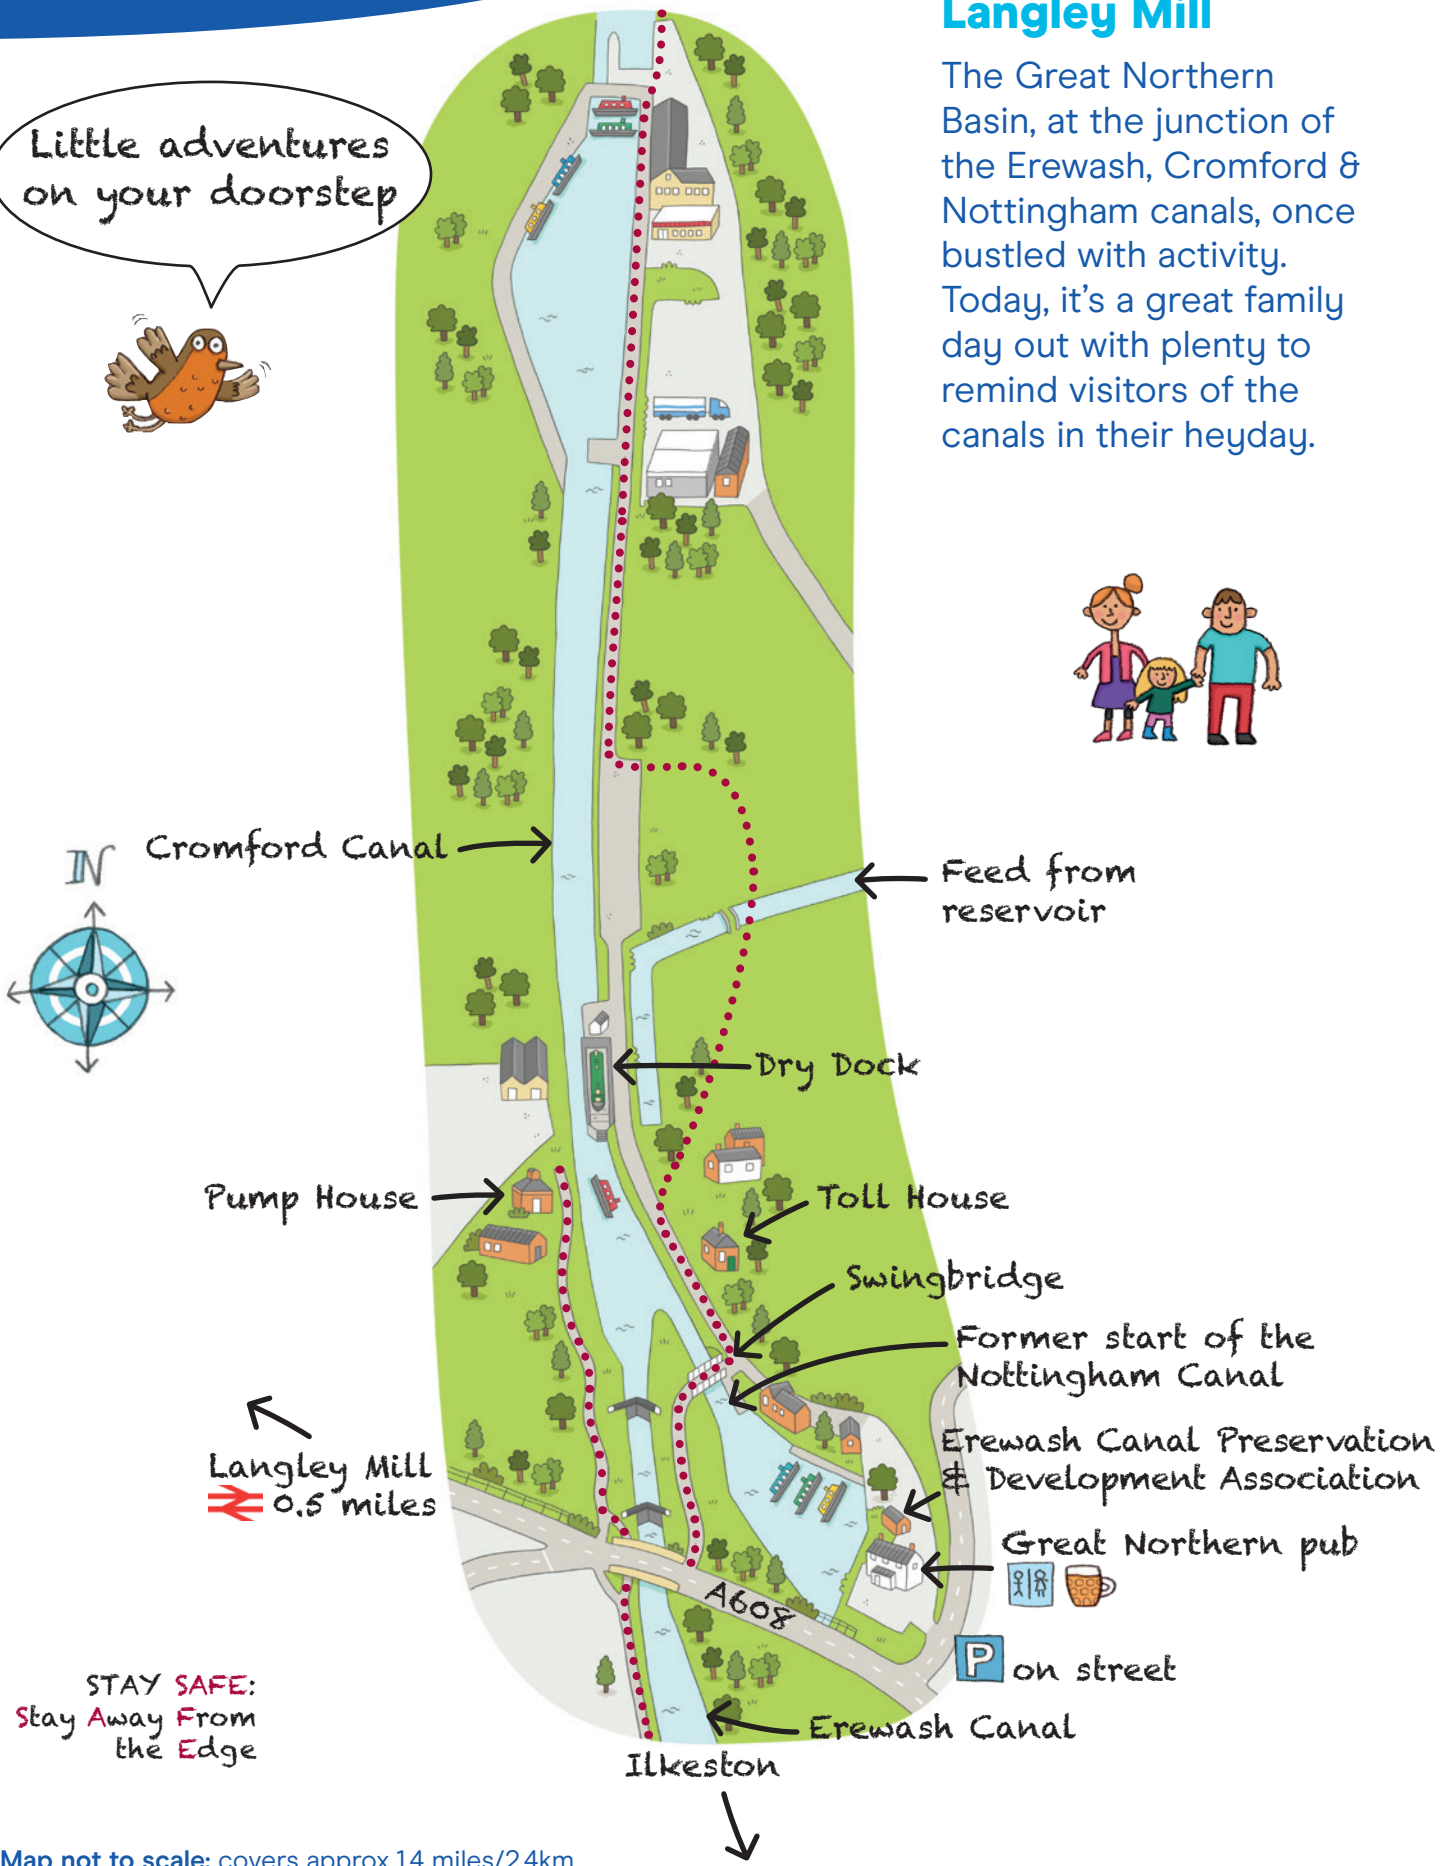 Langley Mill
The Great Northern
Basin, at the junction of
the Erewash, Cromford &
Nottingham canals, once
bustled with activity.
Today, it's a great family
day out with plenty to
remind visitors of the
canals in their heyday.
Little adventures
on your doorstep
N
Cromford Canal
Feed from
reservoir
Dry Dock
Pump House
Toll House
Swingbridge
Former start of the
Nottingham Canal
Erewash Canal Preservation
& Development Association
Langley Mill
0.5 miles
Great Northern pub
A608
P on street
STAY SAFE:
Stay Away From
the Edge
Erewash Canal
Ilkeston
Map not to scale: covers approx 1.4 miles/2.4km